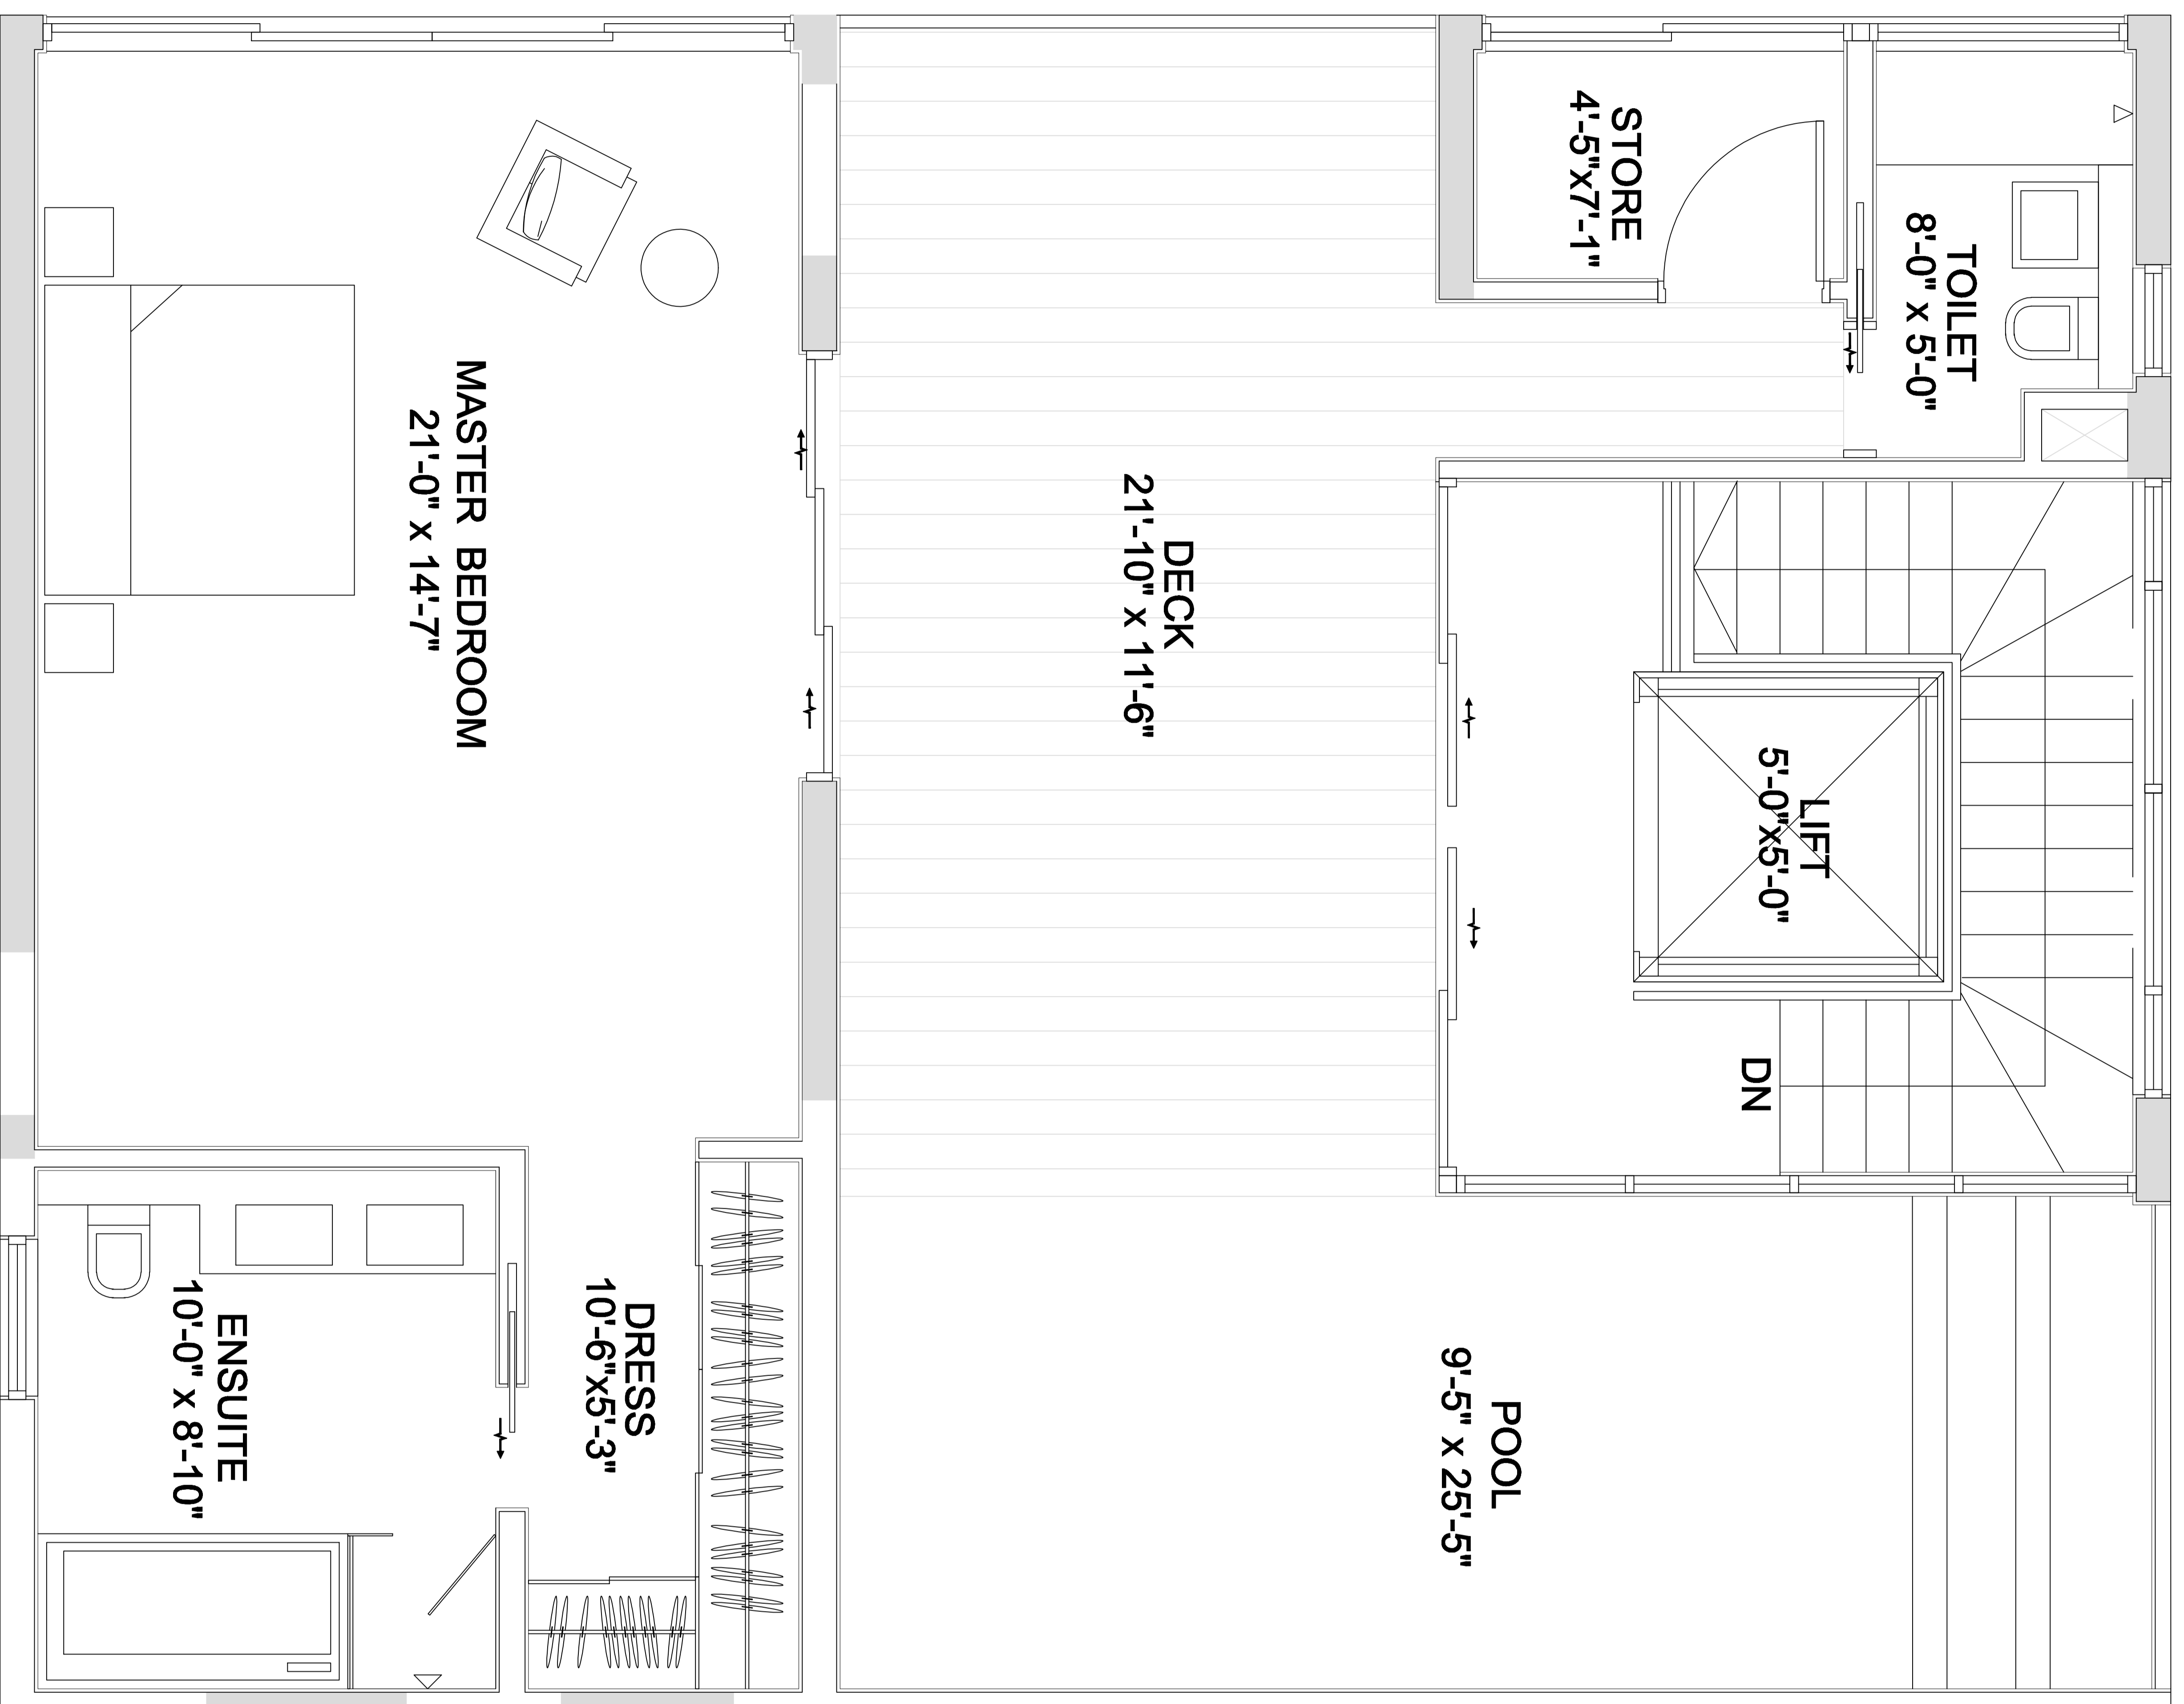 STORE
4'-5"x7'-1"
TOILET
8'-0" x 5'-0"
MASTER BEDROOM
21'-0" x 14'-7"
DECK
21'-10" x 11'-6"
LIFT
5'-0"x5'-0"
DN
ENSUITE
10'-0" x 8'-10"
DRESS
10'-6"x5'-3"
POOL
9'-5" x 25'-5"